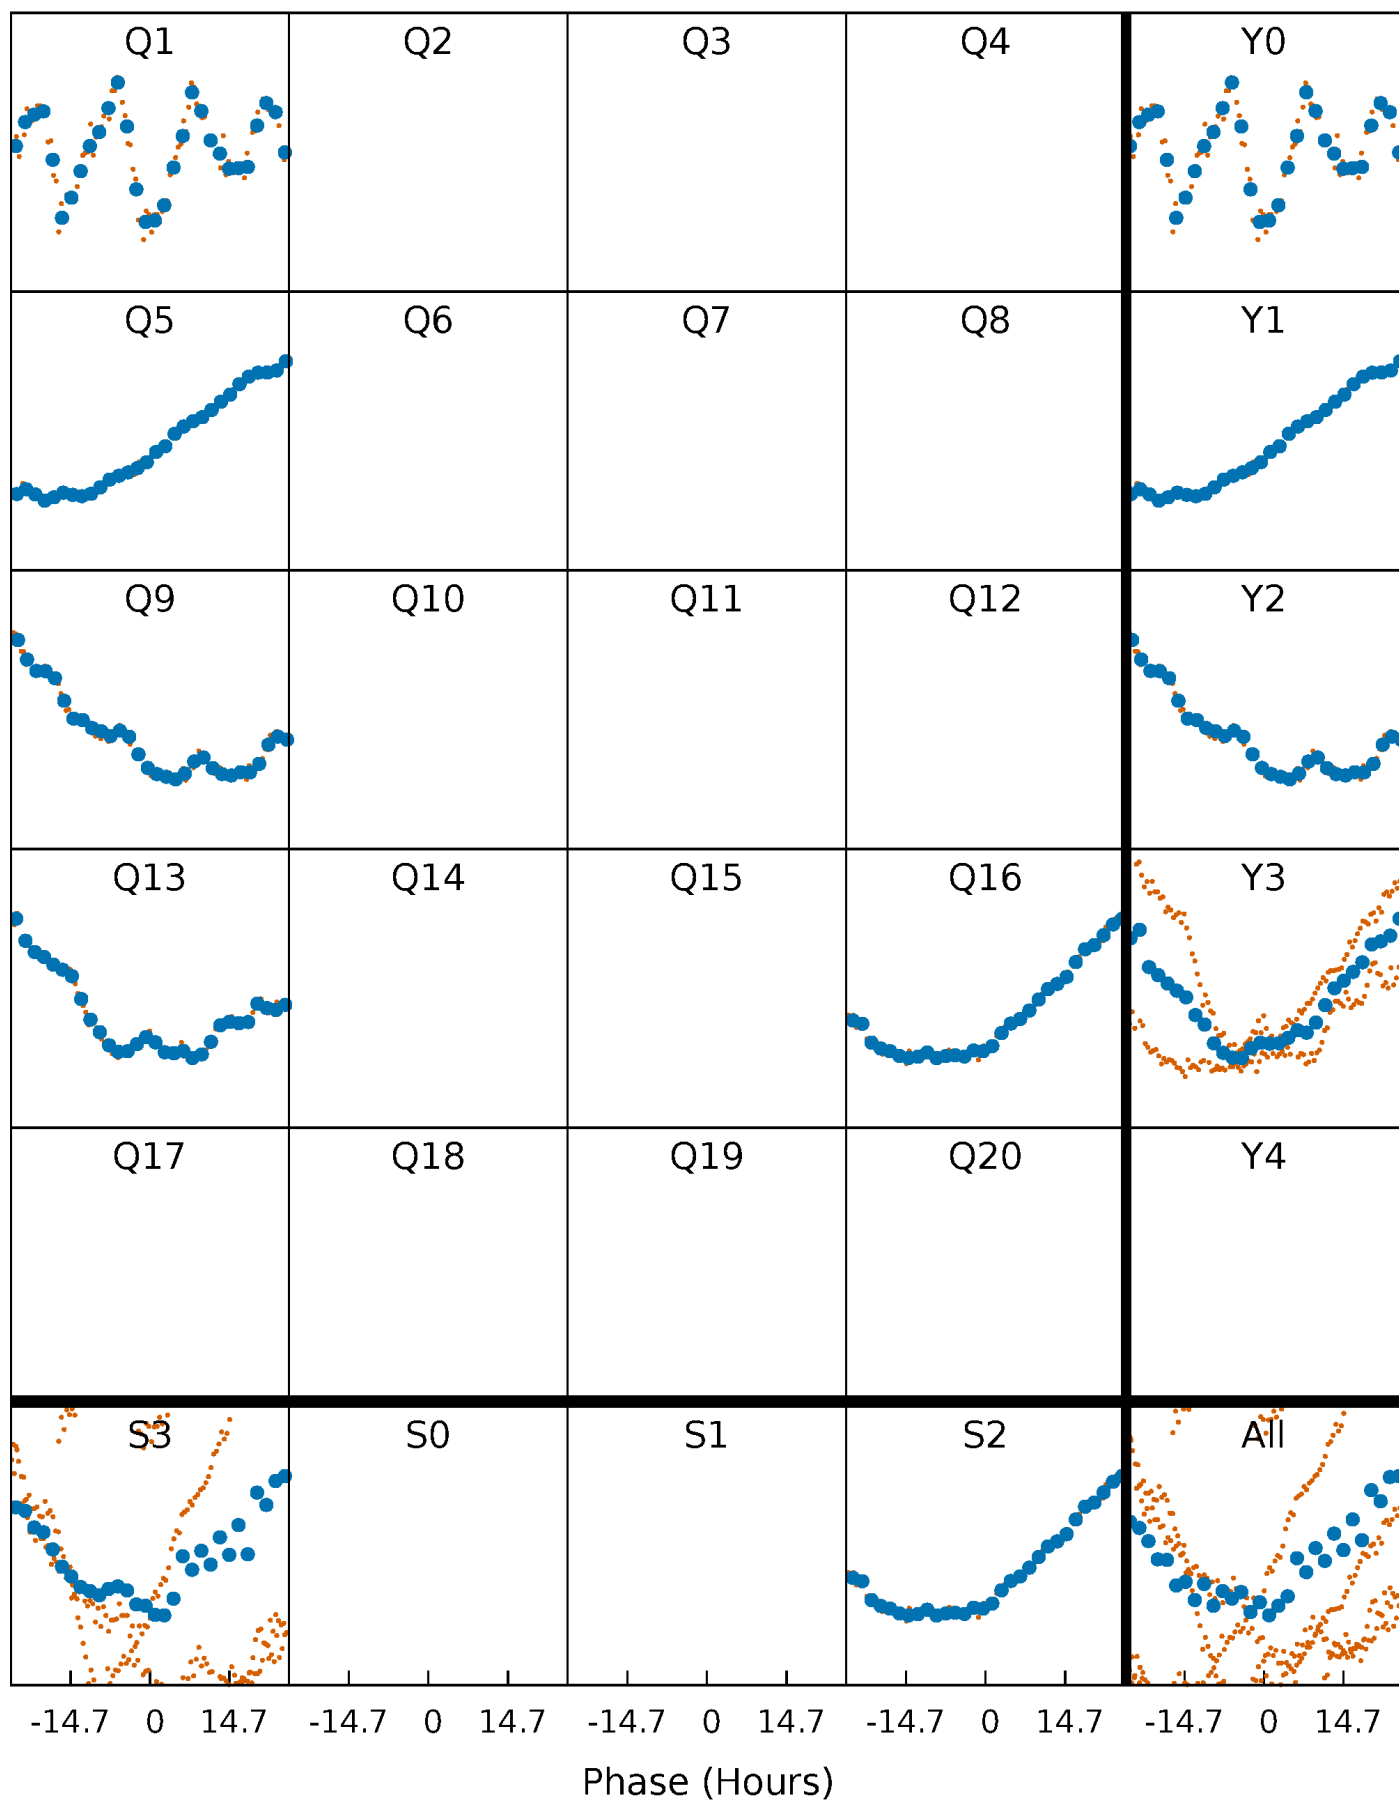 Q1 Q2 Q3 Q4 Y0
Q5 Q6 Q7 Q8 Y1
Q9 Q10 Q11 Q12 Y2
Q13 Q14 Q15 Q16 Y3
Q17 Q18 Q19 Q20 Y4
S3 S0 S1 S2 All
-14.7 0 14.7 -14.7 0 14.7 -14.7 0 14.7 -14.7 0 14.7 -14.7 0 14.7
Phase (Hours)